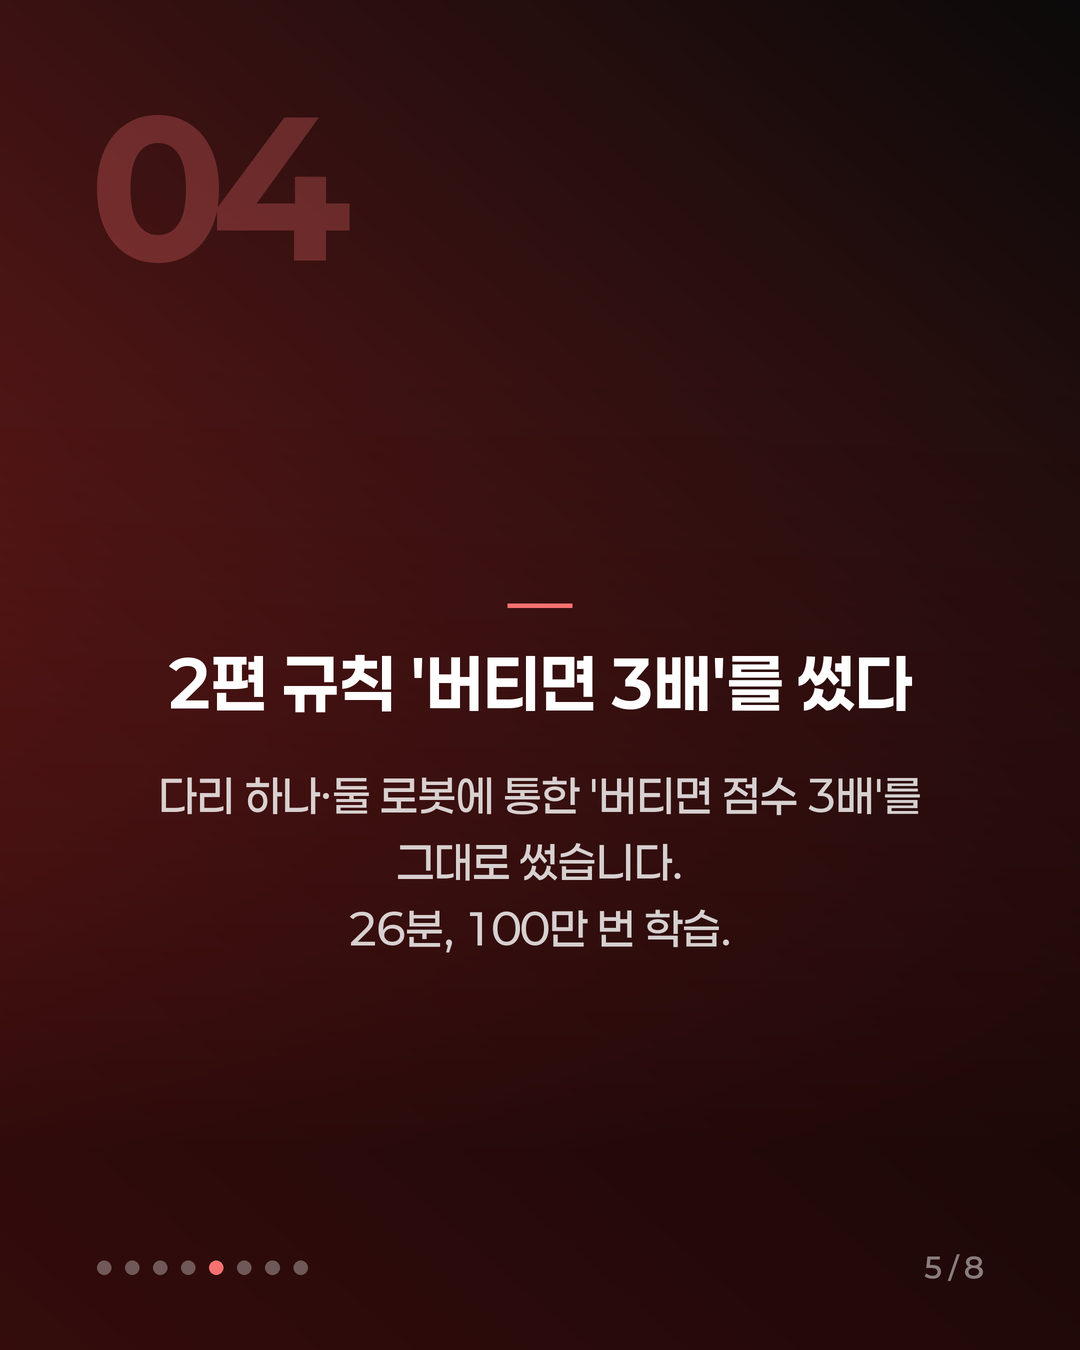 04
2편 규칙 '버티면 3배'를 썼다
다리 하나·둘 로봇에 통한 '버티면 점수 3배'를
그대로 썼습니다.
26분, 100만 번 학습.
5/8